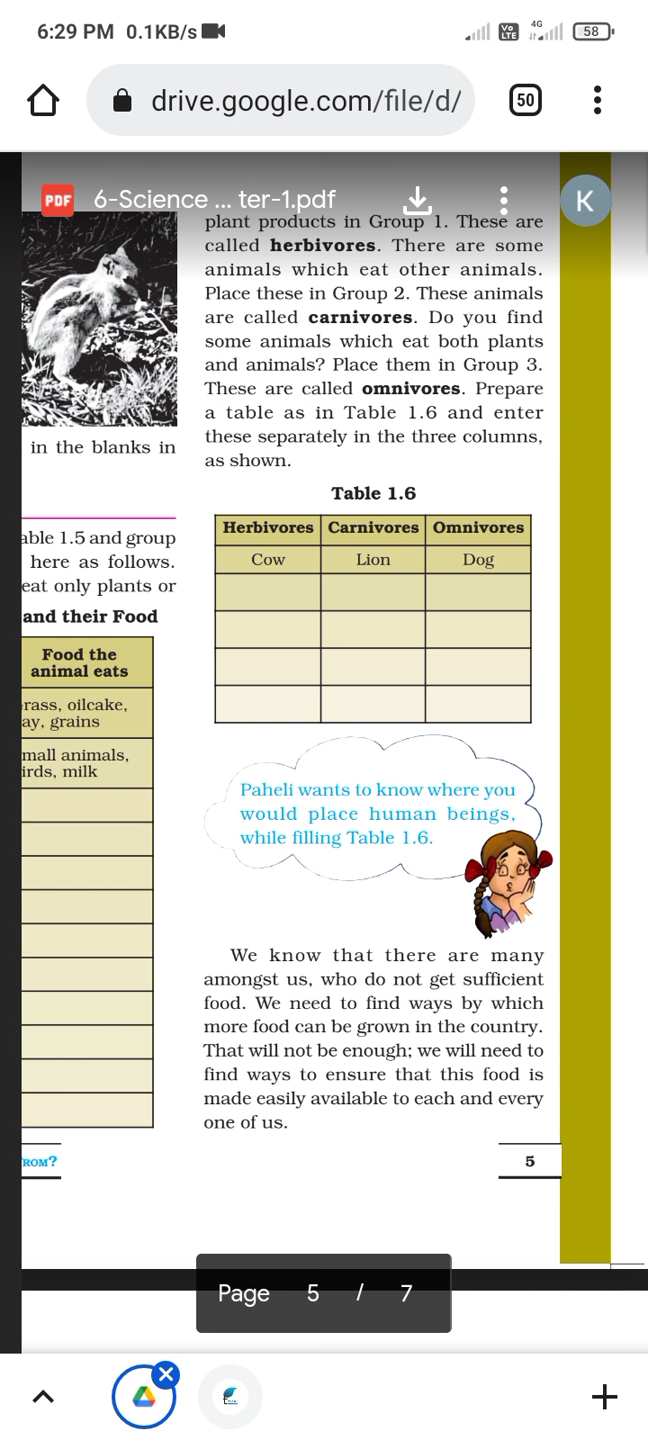 6:29 PM 0.1KB/s
Vo LTE 4G 58
drive.google.com/file/d/
50
PDF 6-Science ... ter-1.pdf
K
in the blanks in
able 1.5 and group
here as follows.
eat only plants or
and their Food
Food the
animal eats
rass, oilcake,
ay, grains
mall animals,
irds, milk
ROM?
plant products in Group 1. These are
called herbivores. There are some
animals which eat other animals.
Place these in Group 2. These animals
are called carnivores. Do you find
some animals which eat both plants
and animals? Place them in Group 3.
These are called omnivores. Prepare
a table as in Table 1.6 and enter
these separately in the three columns,
as shown.
Table 1.6
Herbivores Carnivores Omnivores
Cow Lion Dog
Paheli wants to know where you
would place human beings,
while filling Table 1.6.
We know that there are many
amongst us, who do not get sufficient
food. We need to find ways by which
more food can be grown in the country.
That will not be enough; we will need to
find ways to ensure that this food is
made easily available to each and every
one of us.
5
Page 5 / 7